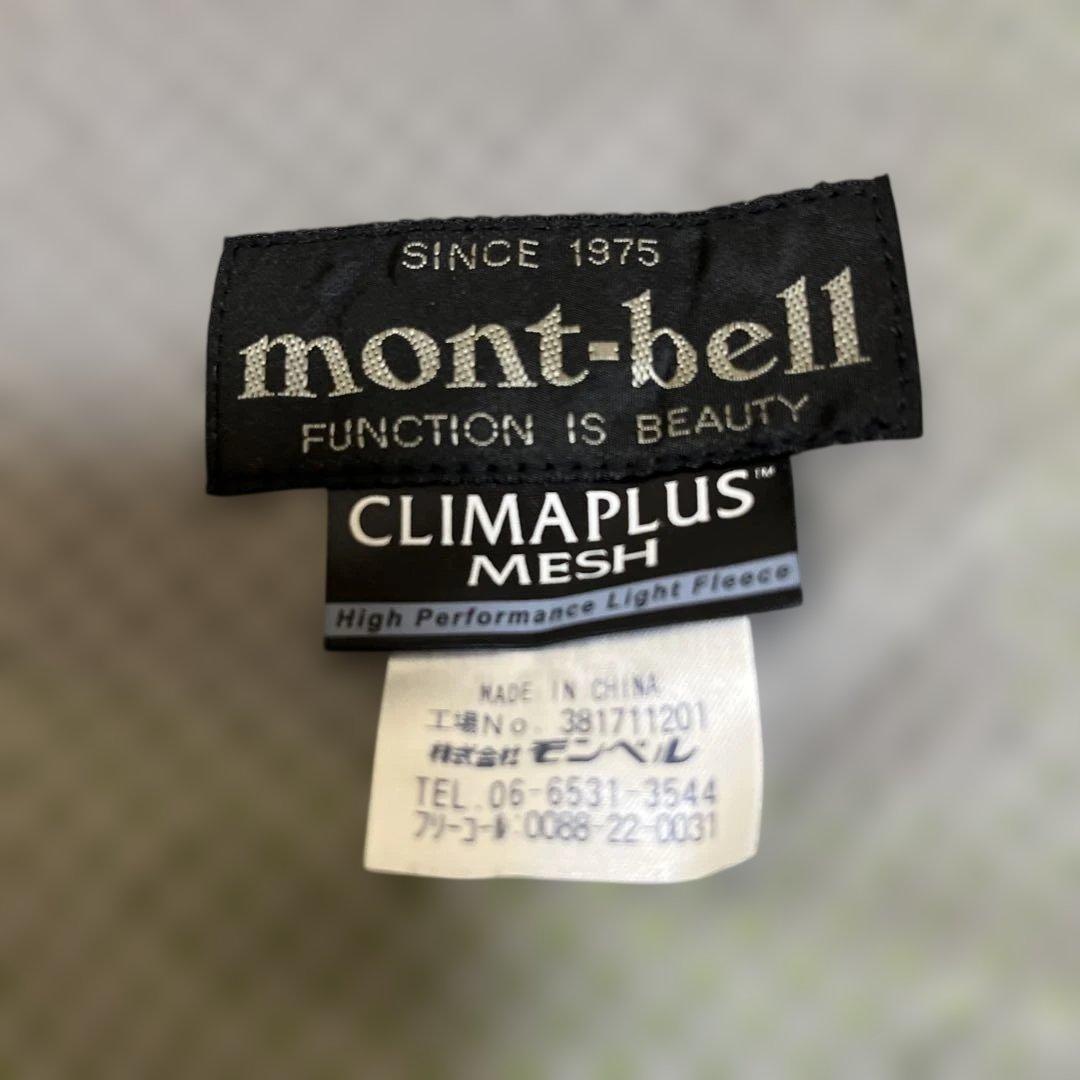 SINCE 1975
mont-bell
FUNCTION IS BEAUTY
CLIMAPLUS™
MESH
High Performance Light Fleece
MADE IN CHINA
工場No. 381711201
株式会社 モンベル
TEL.06-6531-3544
フリーコール:0088-22-0031